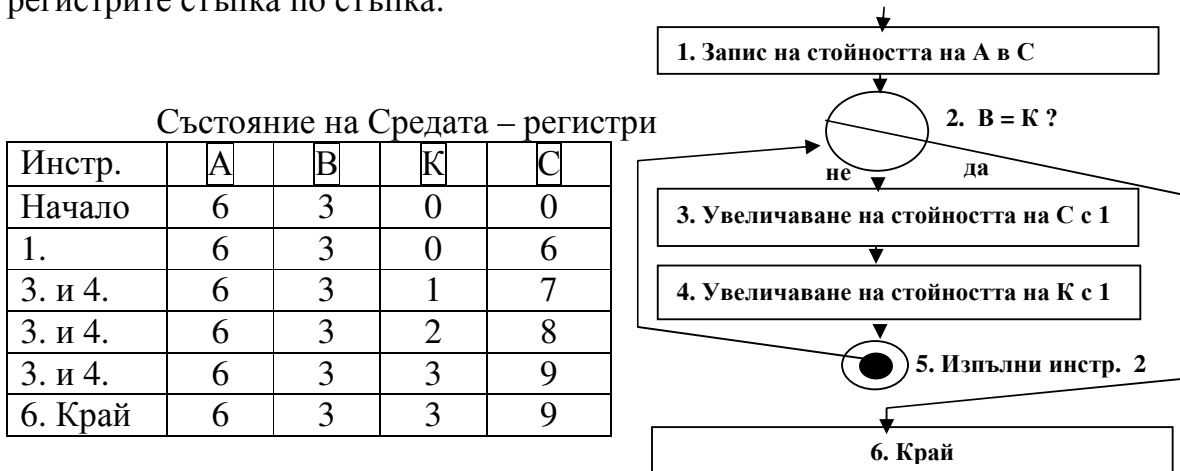 регистрите стъпка по стъпка.
Състояние на Средата – регистри
Инстр. А В К С
Начало 6 3 0 0
1. 6 3 0 6
3. и 4. 6 3 1 7
3. и 4. 6 3 2 8
3. и 4. 6 3 3 9
6. Край 6 3 3 9
1. Запис на стойността на А в С
2. В = К ?
не да
3. Увеличаване на стойността на С с 1
4. Увеличаване на стойността на К с 1
5. Изпълни инстр. 2
6. Край